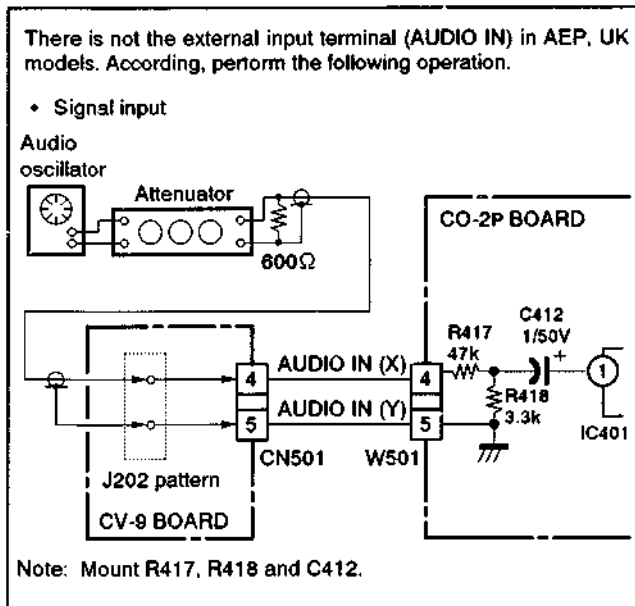 There is not the external input terminal (AUDIO IN) in AEP, UK
models. According, perform the following operation.
• Signal input
Audio
oscillator
Attenuator
600Ω
CO-2P BOARD
C412
1/50V
+
R417
47k
R418
3.3k
1
IC401
4
AUDIO IN (X)
4
5
AUDIO IN (Y)
5
CN501
W501
J202 pattern
CV-9 BOARD
Note: Mount R417, R418 and C412.